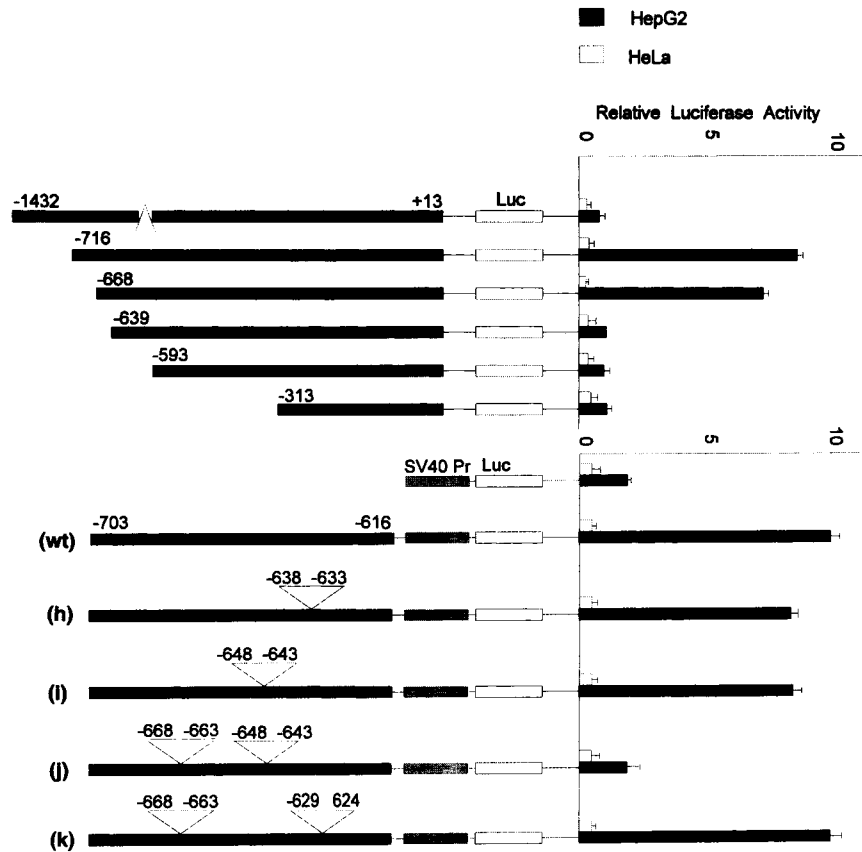 HepG2
HeLa
Relative Luciferase Activity
0 5 10
-1432 +13 Luc
-716
-668
-639
-593
-313
0 5 10
SV40 Pr Luc
(wt) -703 -616
-638 -633
(h)
-648 -643
(i)
-668 -663 -648 -643
(j)
-668 -663 -629 624
(k)